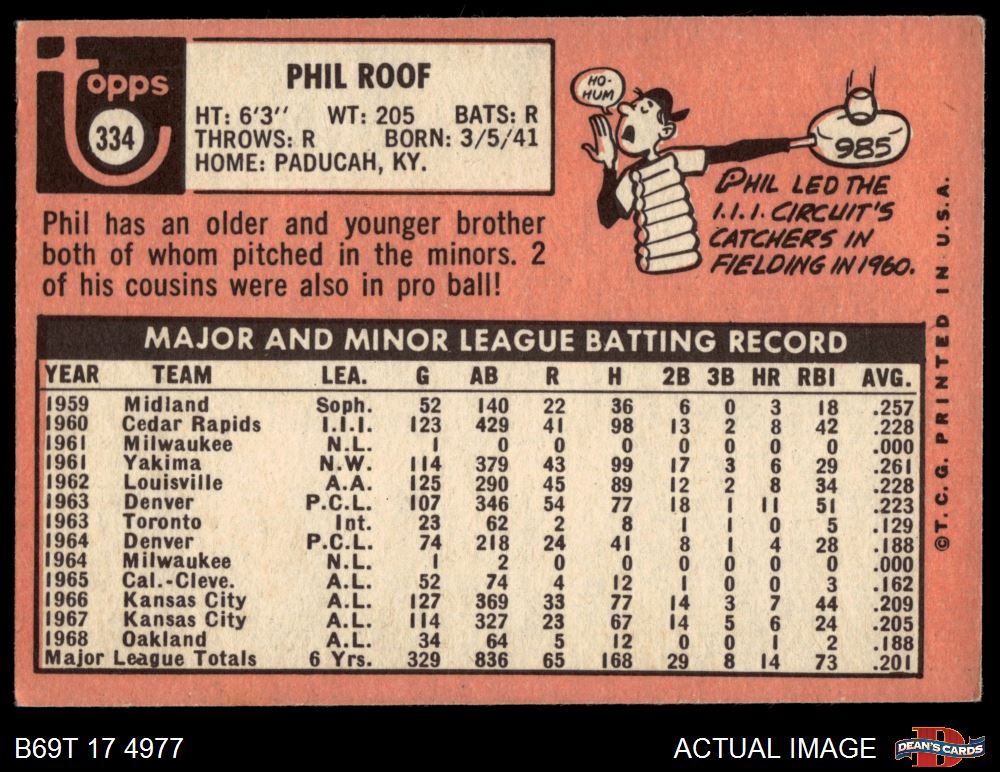 topps
334
PHIL ROOF
HT: 6'3" WT: 205 BATS: R
THROWS: R BORN: 3/5/41
HOME: PADUCAH, KY.
HO-
HUM
985
PHIL LED THE
I.I.I. CIRCUIT'S
CATCHERS IN
FIELDING IN 1960.
Phil has an older and younger brother
both of whom pitched in the minors. 2
of his cousins were also in pro ball!
MAJOR AND MINOR LEAGUE BATTING RECORD
YEAR TEAM LEA. G AB R H 2B 3B HR RBI AVG.
1959 Midland Soph. 52 140 22 36 6 0 3 18 .257
1960 Cedar Rapids I.I.I. 123 429 41 98 13 2 8 42 .228
1961 Milwaukee N.L. 1 0 0 0 0 0 0 0 .000
1961 Yakima N.W. 114 379 43 99 17 3 6 29 .261
1962 Louisville A.A. 125 290 45 89 12 2 8 34 .228
1963 Denver P.C.L. 107 346 54 77 18 1 11 51 .223
1963 Toronto Int. 23 62 2 8 1 1 0 5 .129
1964 Denver P.C.L. 74 218 24 41 8 1 4 28 .188
1964 Milwaukee N.L. 1 2 0 0 0 0 0 0 .000
1965 Cal.-Cleve. A.L. 52 74 4 12 1 0 0 3 .162
1966 Kansas City A.L. 127 369 33 77 14 3 7 44 .209
1967 Kansas City A.L. 114 327 23 67 14 5 6 24 .205
1968 Oakland A.L. 34 64 5 12 0 0 1 2 .188
Major League Totals 6 Yrs. 329 836 65 168 29 8 14 73 .201
©T.C.G. PRINTED IN U.S.A.
B69T 17 4977
ACTUAL IMAGE
D
DEAN'S CARDS